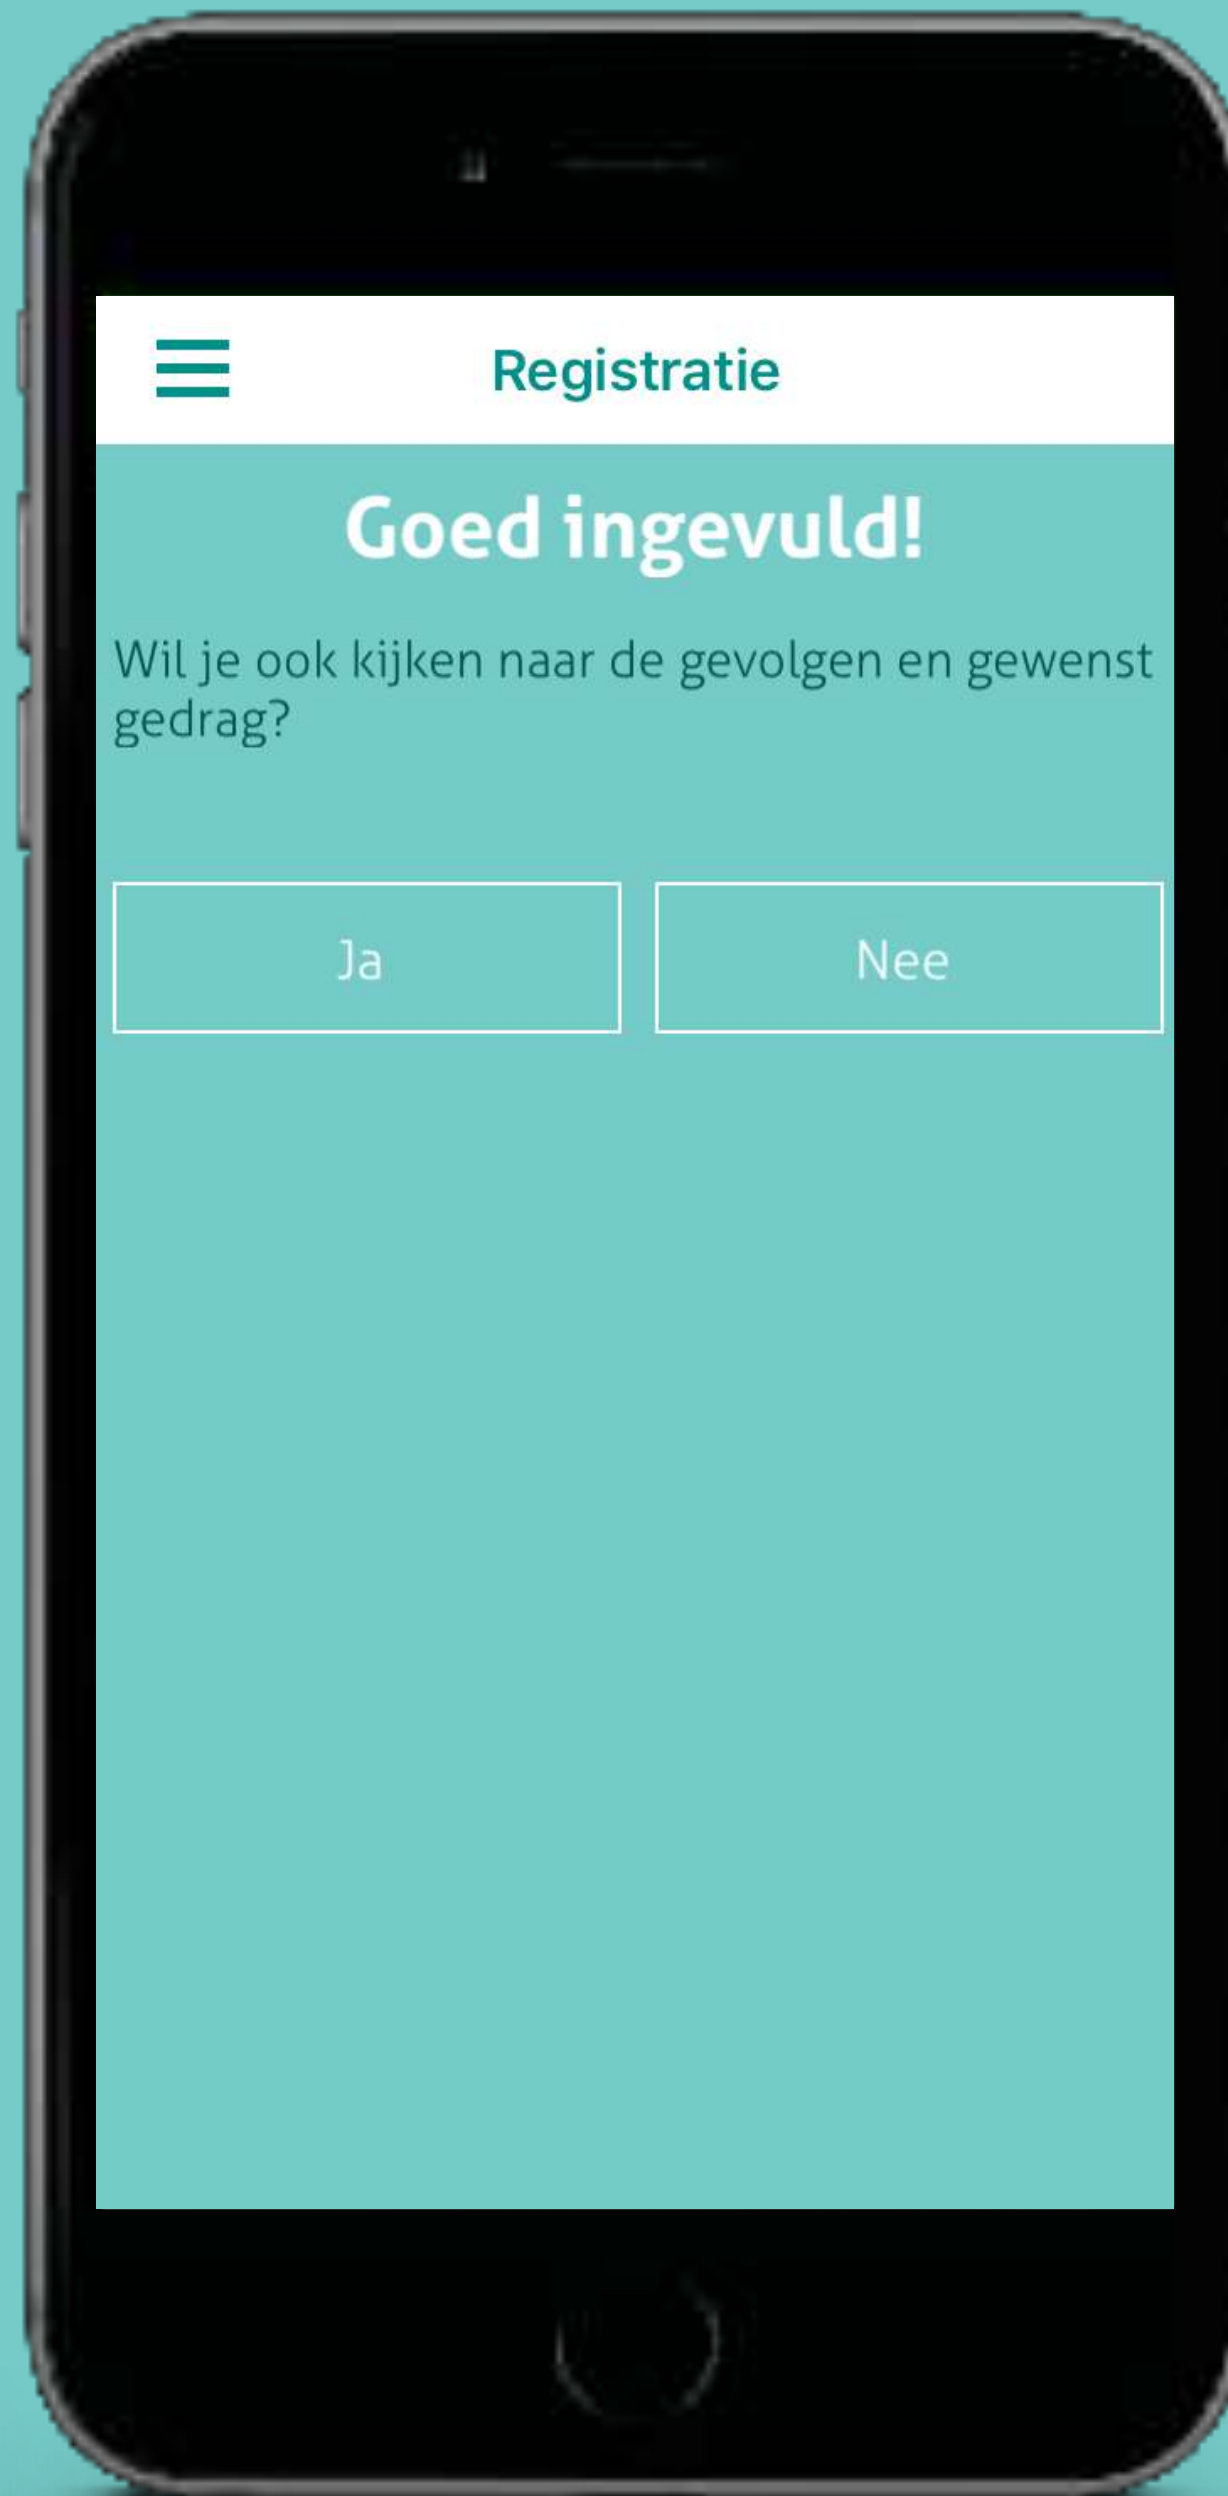 Registratie
Goed ingevuld!
Wil je ook kijken naar de gevolgen en gewenst
gedrag?
Ja
Nee